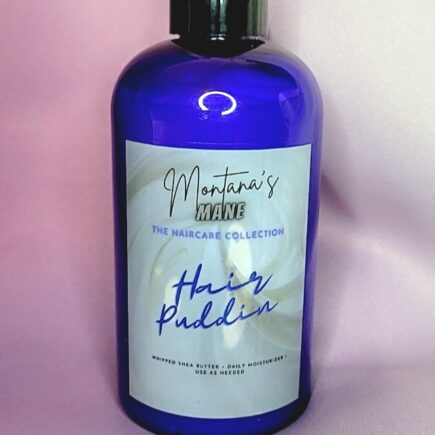 Montana's
MANE
THE HAIRCARE COLLECTION
Hair
Puddin
WHIPPED SHEA BUTTER • DAILY MOISTURIZER •
USE AS NEEDED